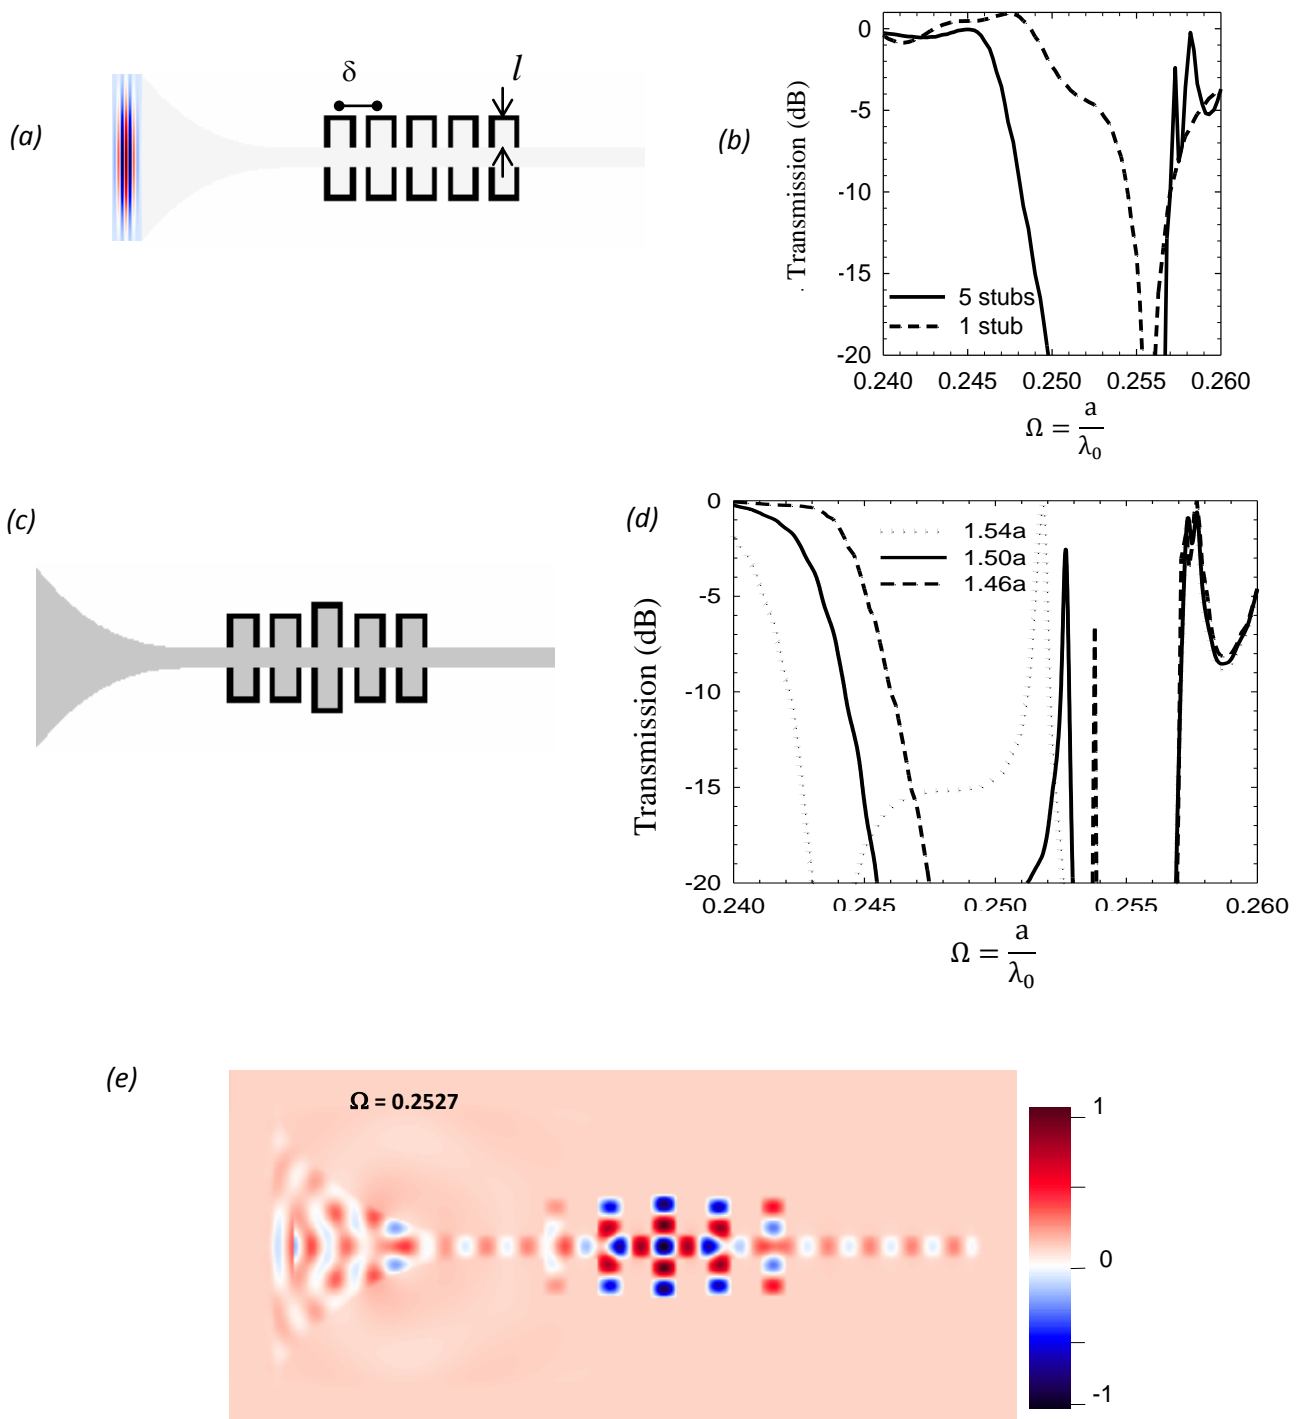 (a)
δ
l
(b)
0
-5
-10
-15
-20
. Transmission (dB)
5 stubs
1 stub
0.240 0.245 0.250 0.255 0.260
Ω = a/λ₀
(c)
(d)
0
-5
-10
-15
-20
Transmission (dB)
1.54a
1.50a
1.46a
0.240 0.245 0.250 0.255 0.260
Ω = a/λ₀
(e)
Ω = 0.2527
1
0
-1